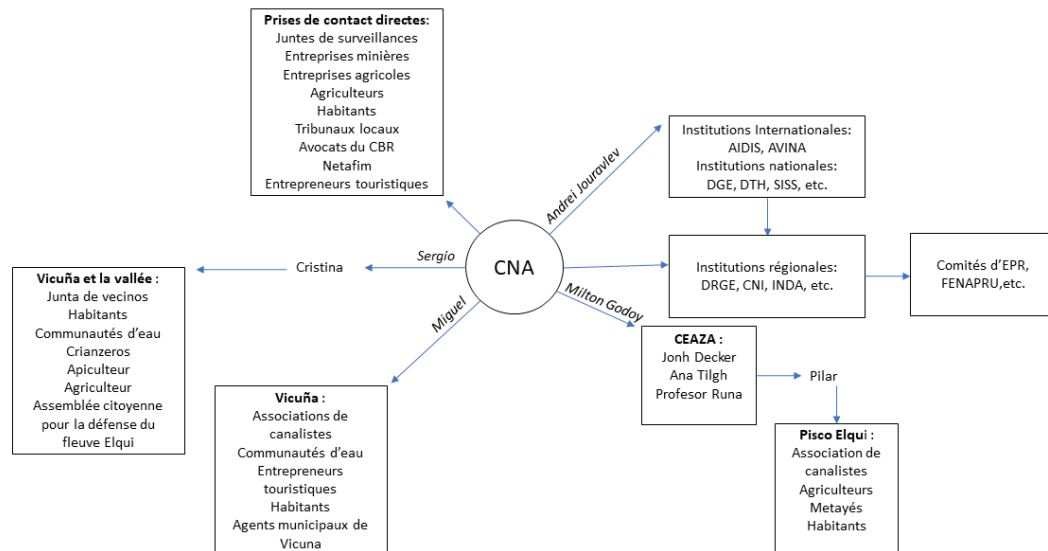 Prises de contact directes:
Juntes de surveillances
Entreprises minières
Entreprises agricoles
Agriculteurs
Habitants
Tribunaux locaux
Avocats du CBR
Netafim
Entrepreneurs touristiques
Andrei Jouravlev
Institutions Internationales:
AIDIS, AVINA
Institutions nationales:
DGE, DTH, SISS, etc.
CNA
Sergio
Cristina
Vicuña et la vallée :
Junta de vecinos
Habitants
Communautés d'eau
Crianzeros
Apiculteur
Agriculteur
Assemblée citoyenne
pour la défense du
fleuve Elqui
Institutions régionales:
DRGE, CNI, INDA, etc.
Comités d'EPR,
FENAPRU,etc.
Miguel
Milton Godoy
CEAZA :
Jonh Decker
Ana Tilgh
Profesor Runa
Pilar
Vicuña :
Associations de
canalistes
Communautés d'eau
Entrepreneurs
touristiques
Habitants
Agents municipaux de
Vicuna
Pisco Elqui :
Association de
canalistes
Agriculteurs
Metayés
Habitants